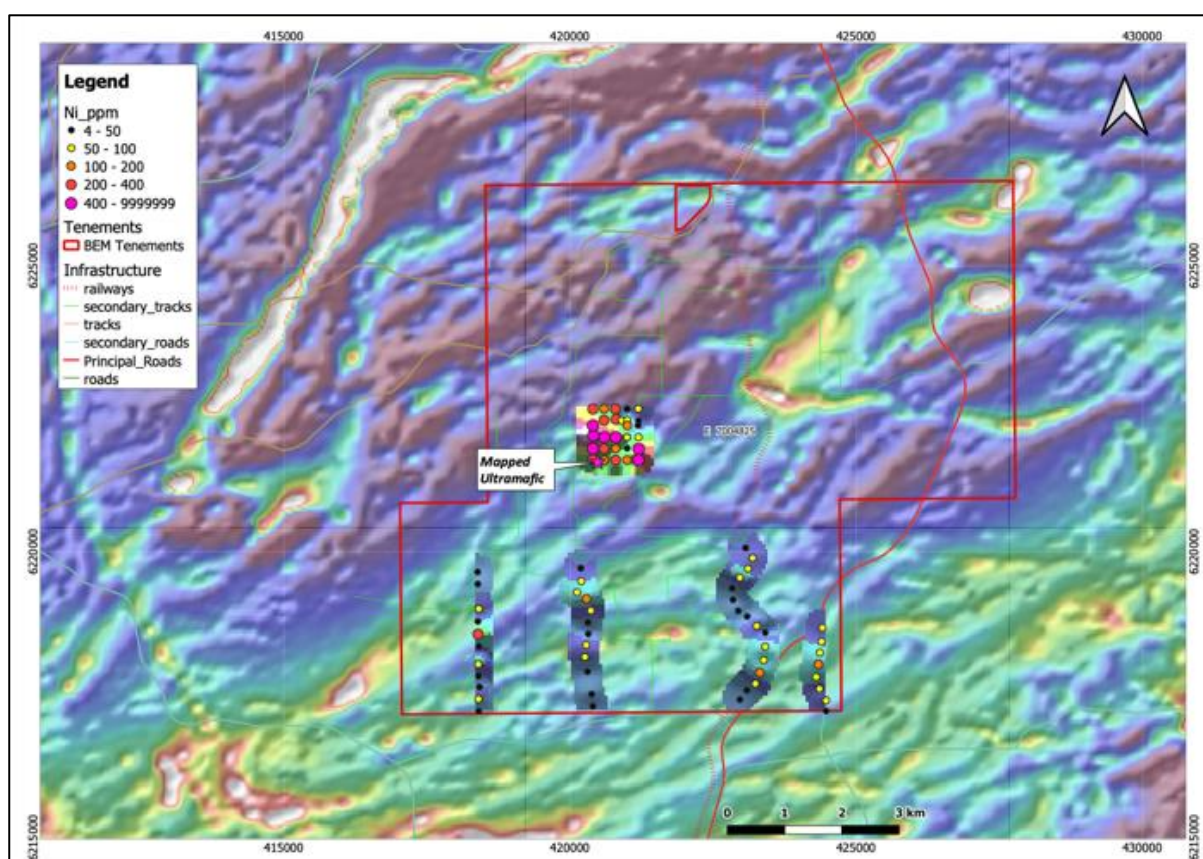 415000
420000
425000
430000
Legend
Ni_ppm
4 - 50
50 - 100
100 - 200
200 - 400
400 - 9999999
Tenements
BEM Tenements
Infrastructure
railways
secondary_tracks
tracks
secondary_roads
Principal_Roads
roads
6225000
6225000
E 7004825
Mapped
Ultramafic
6220000
6220000
0 1 2 3 km
6215000
6215000
415000
420000
425000
430000